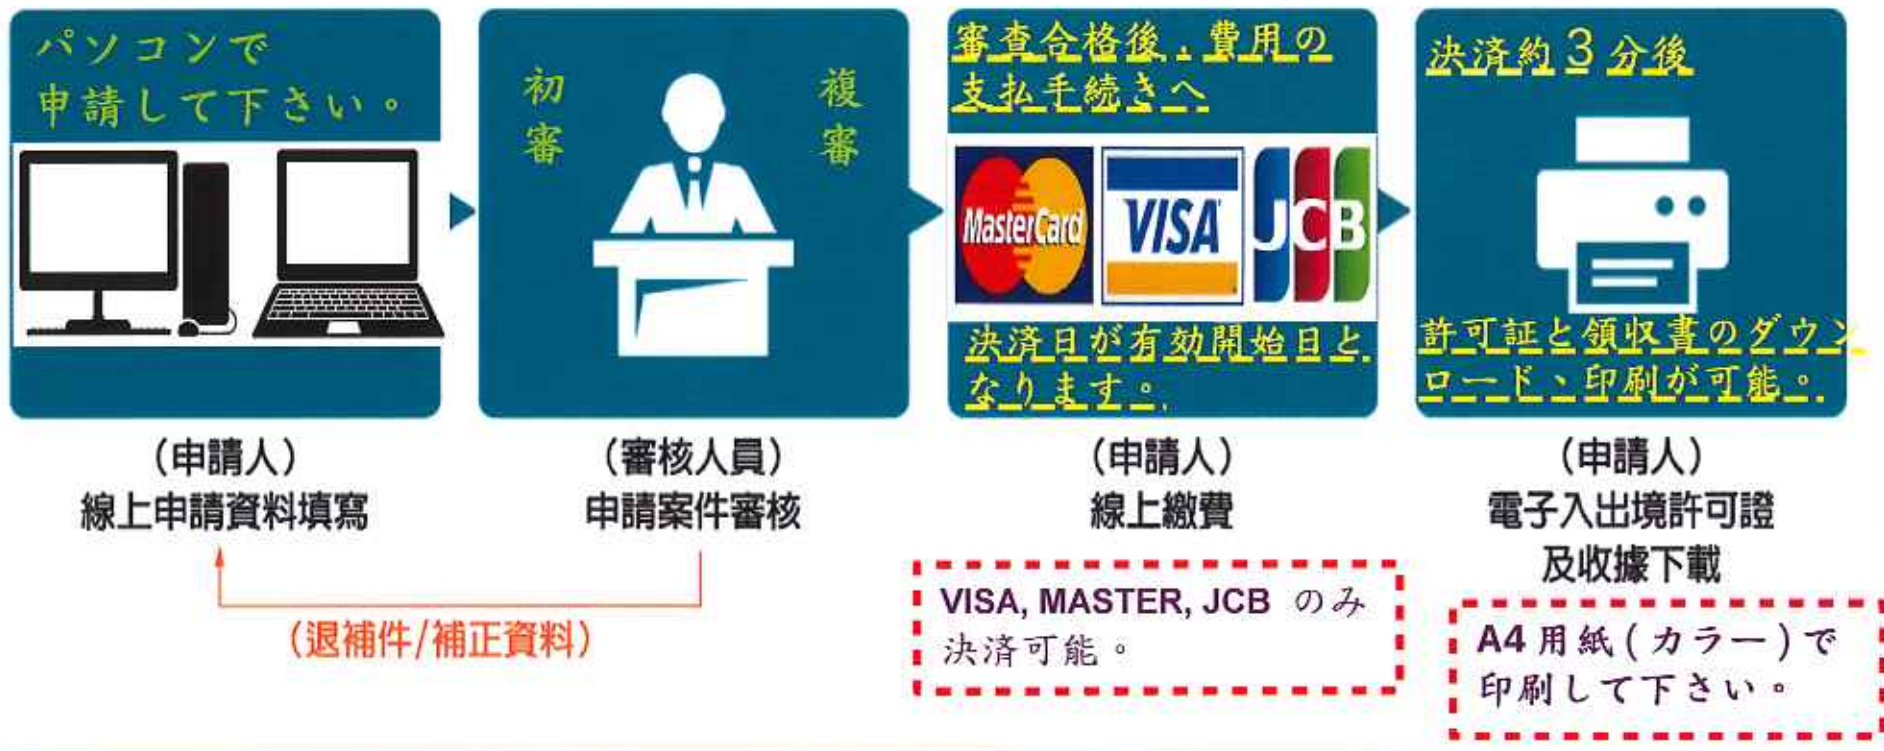 パソコンで
申請して下さい。
初審
複審
審査合格後．費用の
支払手続きへ
MasterCard
VISA
JCB
決済日が有効開始日と
なります。
決済約3分後
許可証と領収書のダウン
ロード、印刷が可能。
(申請人)
線上申請資料填寫
(審核人員)
申請案件審核
(申請人)
線上繳費
(申請人)
電子入出境許可證
及收據下載
(退補件/補正資料)
VISA, MASTER, JCB のみ
決済可能。
A4用紙(カラー)で
印刷して下さい。